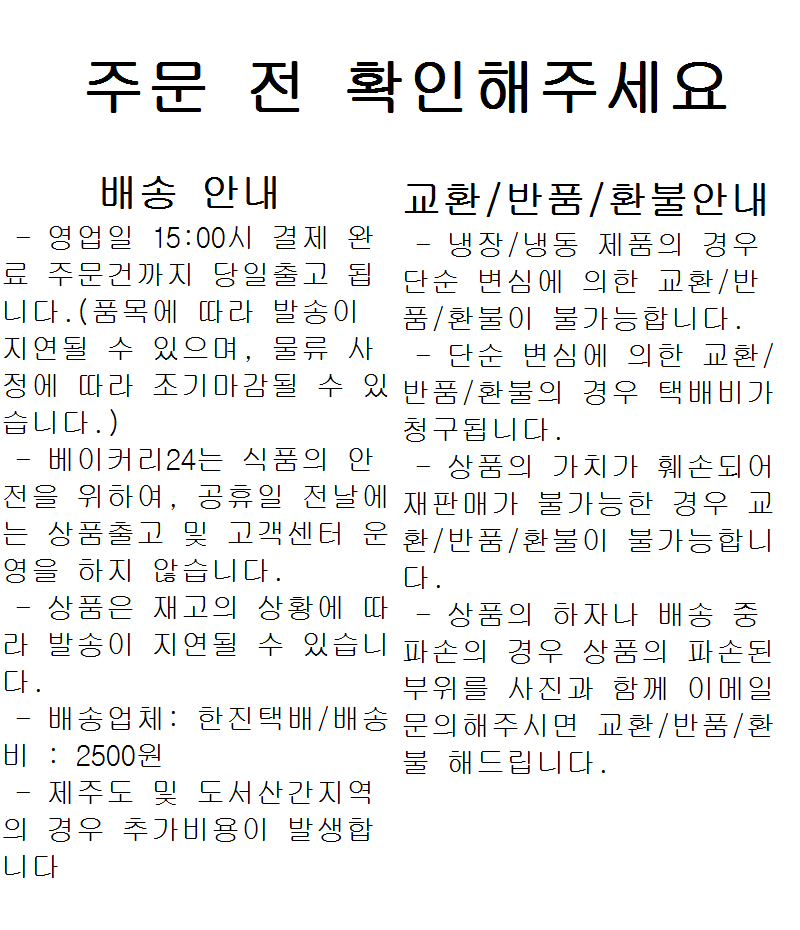 주문 전 확인해주세요
배송 안내
- 영업일 15:00시 결제 완
료 주문건까지 당일출고 됩
니다.(품목에 따라 발송이
지연될 수 있으며, 물류 사
정에 따라 조기마감될 수 있
습니다.)
- 베이커리24는 식품의 안
전을 위하여, 공휴일 전날에
는 상품출고 및 고객센터 운
영을 하지 않습니다.
- 상품은 재고의 상황에 따
라 발송이 지연될 수 있습니
다.
- 배송업체: 한진택배/배송
비 : 2500원
- 제주도 및 도서산간지역
의 경우 추가비용이 발생합
니다
교환/반품/환불안내
- 냉장/냉동 제품의 경우
단순 변심에 의한 교환/반
품/환불이 불가능합니다.
- 단순 변심에 의한 교환/
반품/환불의 경우 택배비가
청구됩니다.
- 상품의 가치가 훼손되어
재판매가 불가능한 경우 교
환/반품/환불이 불가능합니
다.
- 상품의 하자나 배송 중
파손의 경우 상품의 파손된
부위를 사진과 함께 이메일
문의해주시면 교환/반품/환
불 해드립니다.